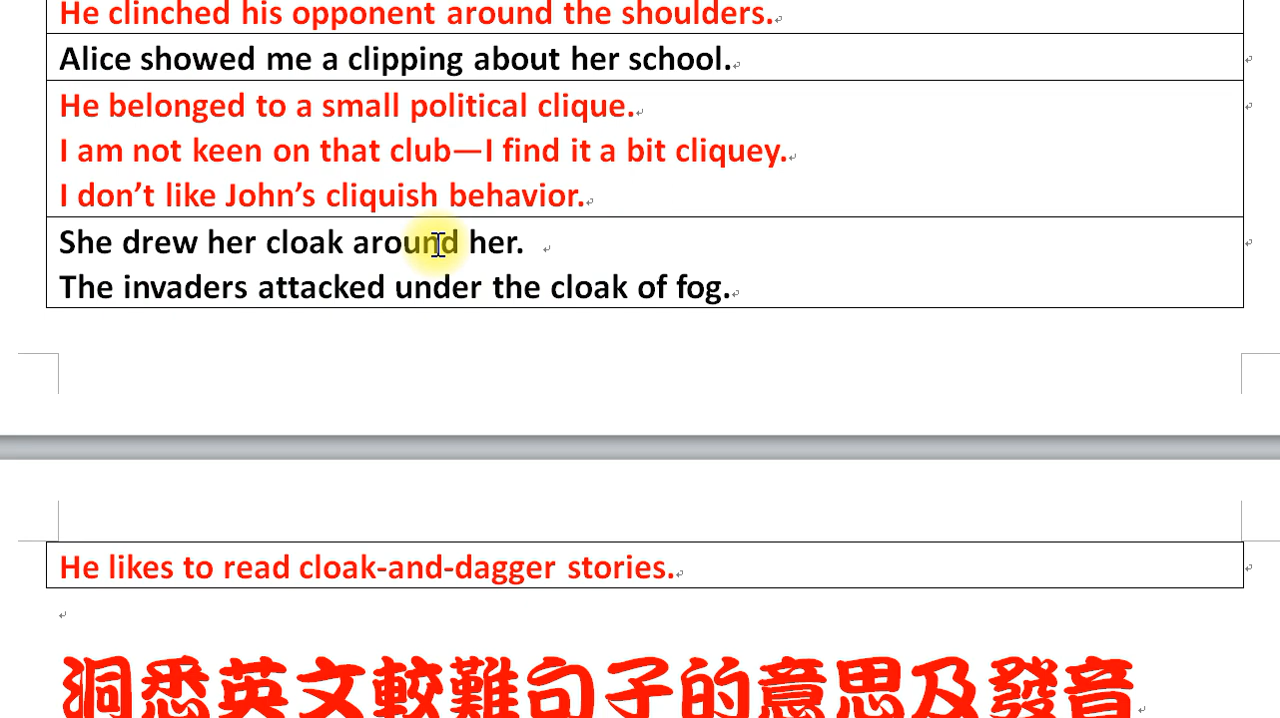 He clinched his opponent around the shoulders.
Alice showed me a clipping about her school.
He belonged to a small political clique.
I am not keen on that club—I find it a bit cliquey.
I don’t like John’s cliquish behavior.
She drew her cloak around her.
The invaders attacked under the cloak of fog.
He likes to read cloak-and-dagger stories.
洞悉英文較難句子的意思及發音